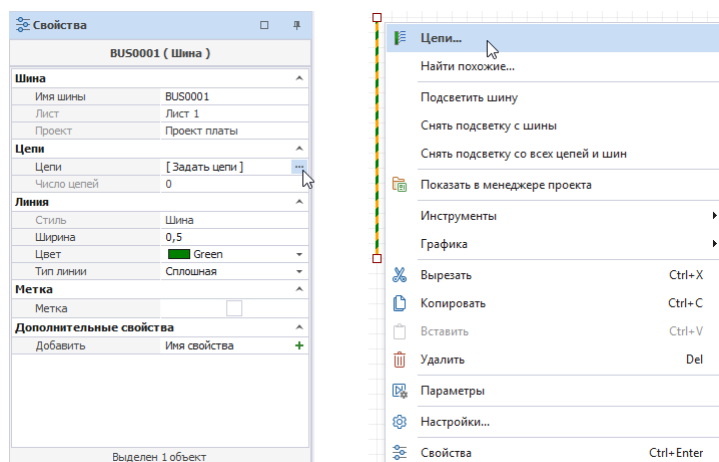 Свойства
BUS0001 ( Шина )
Шина
Имя шины BUS0001
Лист Лист 1
Проект Проект платы
Цепи
Цепи [ Задать цепи ] ...
Число цепей 0
Линия
Стиль Шина
Ширина 0,5
Цвет Green
Тип линии Сплошная
Метка
Метка
Дополнительные свойства
Добавить Имя свойства +
Выделен 1 объект
Цепи...
Найти похожие...
Подсветить шину
Снять подсветку с шины
Снять подсветку со всех цепей и шин
Показать в менеджере проекта
Инструменты
Графика
Вырезать Ctrl+X
Копировать Ctrl+C
Вставить Ctrl+V
Удалить Del
Параметры
Настройки...
Свойства Ctrl+Enter